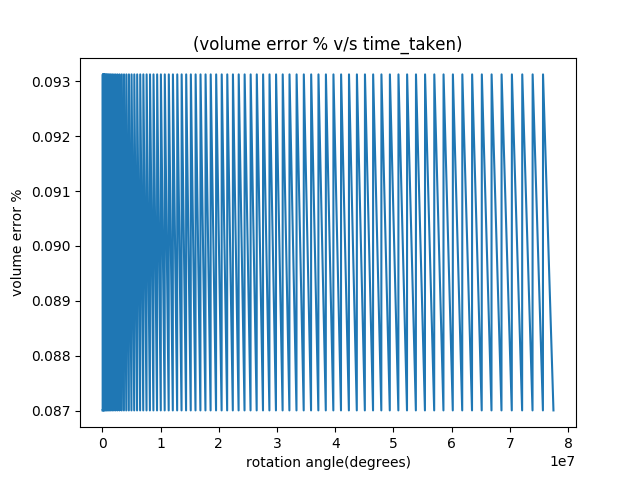 (volume error % v/s time_taken)
0.093
0.092
0.091
0.090
0.089
0.088
0.087
volume error %
0 1 2 3 4 5 6 7 8
1e7
rotation angle(degrees)